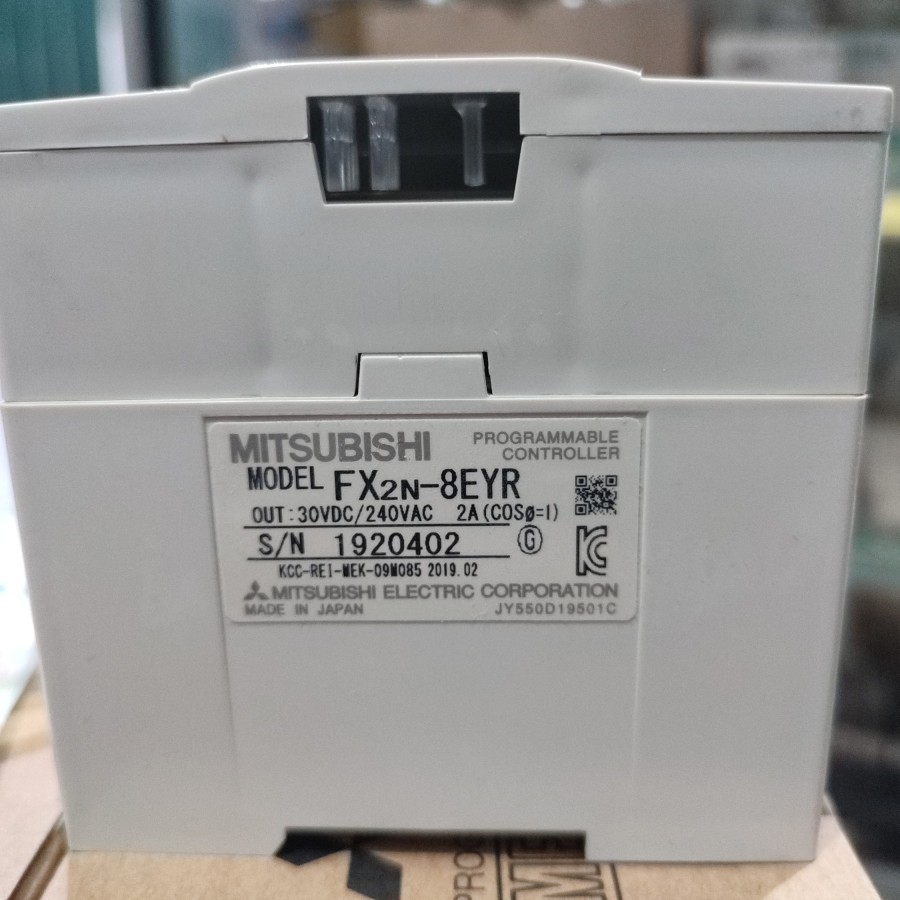 MITSUBISHI
PROGRAMMABLE
CONTROLLER
MODEL FX2N-8EYR
OUT:30VDC/240VAC 2A(COSø=1)
S/N 1920402 G
KCC-REI-MEK-09M085 2019.02
MITSUBISHI ELECTRIC CORPORATION
MADE IN JAPAN JY550D19501C